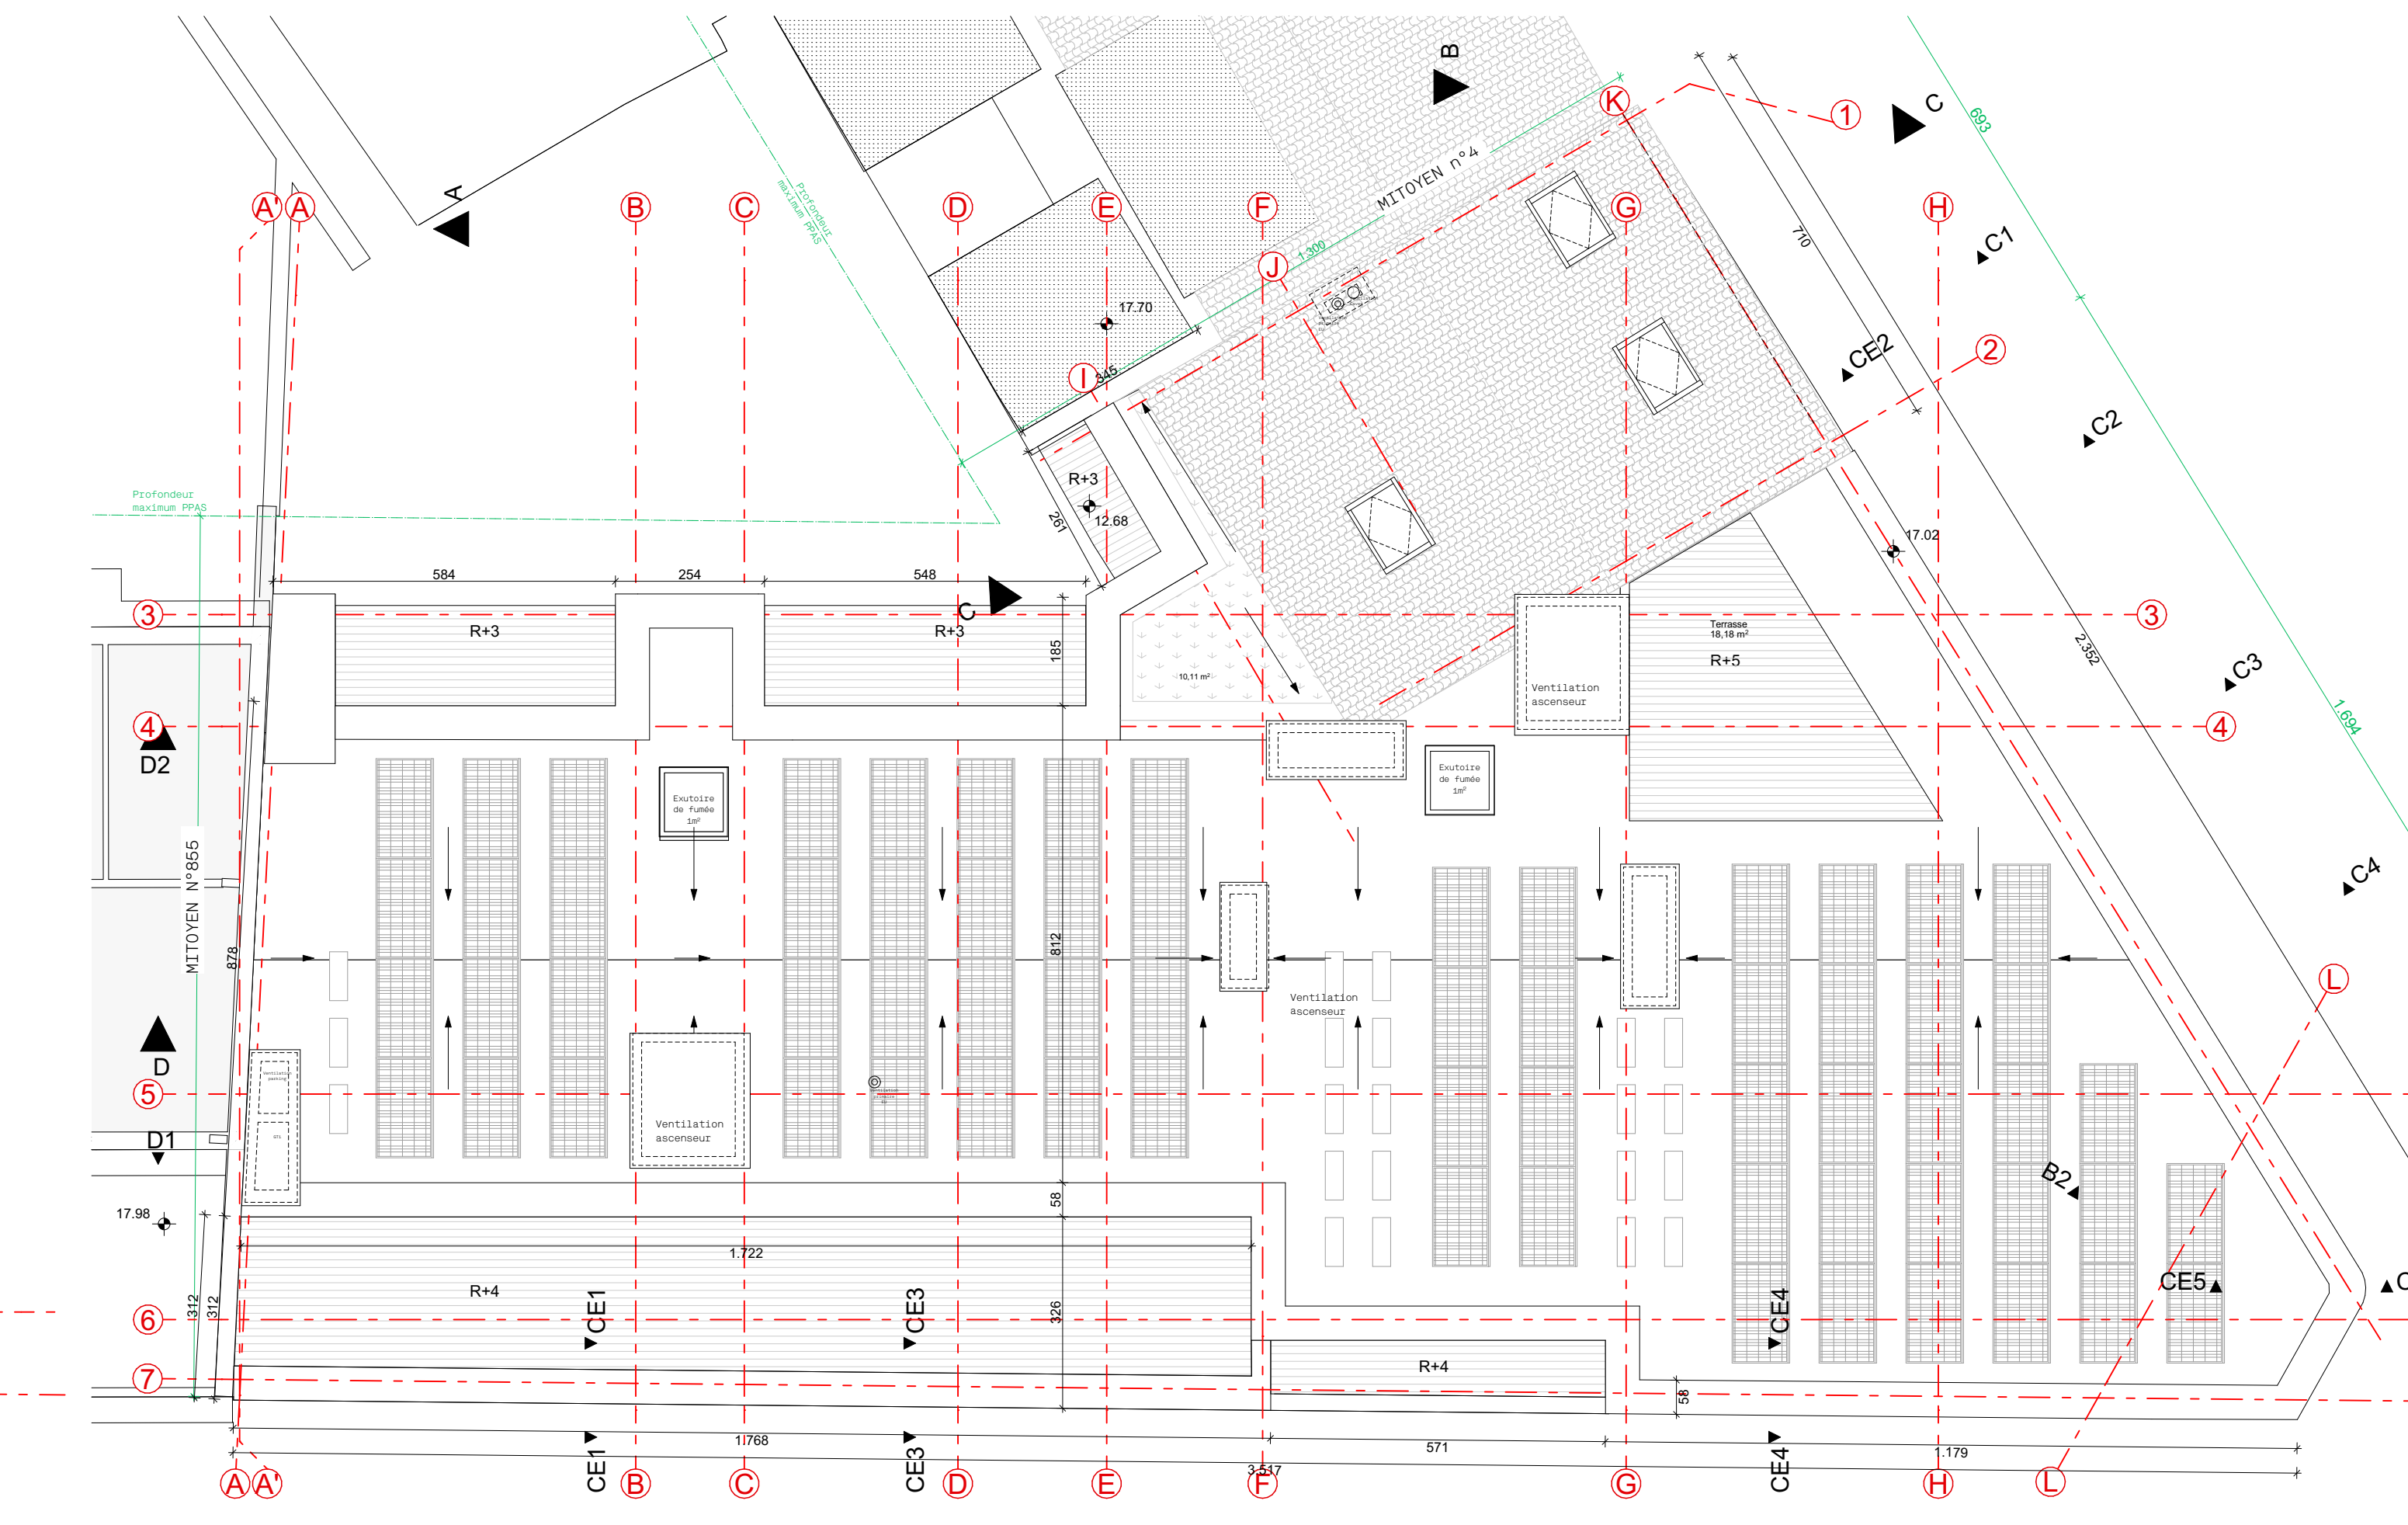 B
C
693
K
1
MITOYEN n°4
Profondeur
maximum PPAS
A
A'
A
B
C
D
E
F
G
H
710
C1
1.300
J
17.70
CE2
2
I
345
C2
R+3
12.68
261
Profondeur
maximum PPAS
17.02
584
254
548
C
3
R+3
R+3
185
Terrasse
18,18 m²
R+5
3
2.352
C3
10,11 m²
Ventilation
ascenseur
4
D2
4
1.694
Exutoire
de fumée
1m²
Exutoire
de fumée
1m²
C4
MITOYEN N°855
878
812
Ventilation
ascenseur
L
D
Ventilation
parking
5
Ventilation
primaire
EU
Ventilation
ascenseur
D1
B2
17.98
58
1.722
312
312
R+4
326
CE1
CE3
CE4
CE5
C
6
7
R+4
58
1.768
571
1.179
3.517
CE1
CE3
CE4
A
A'
B
C
D
E
F
G
H
L